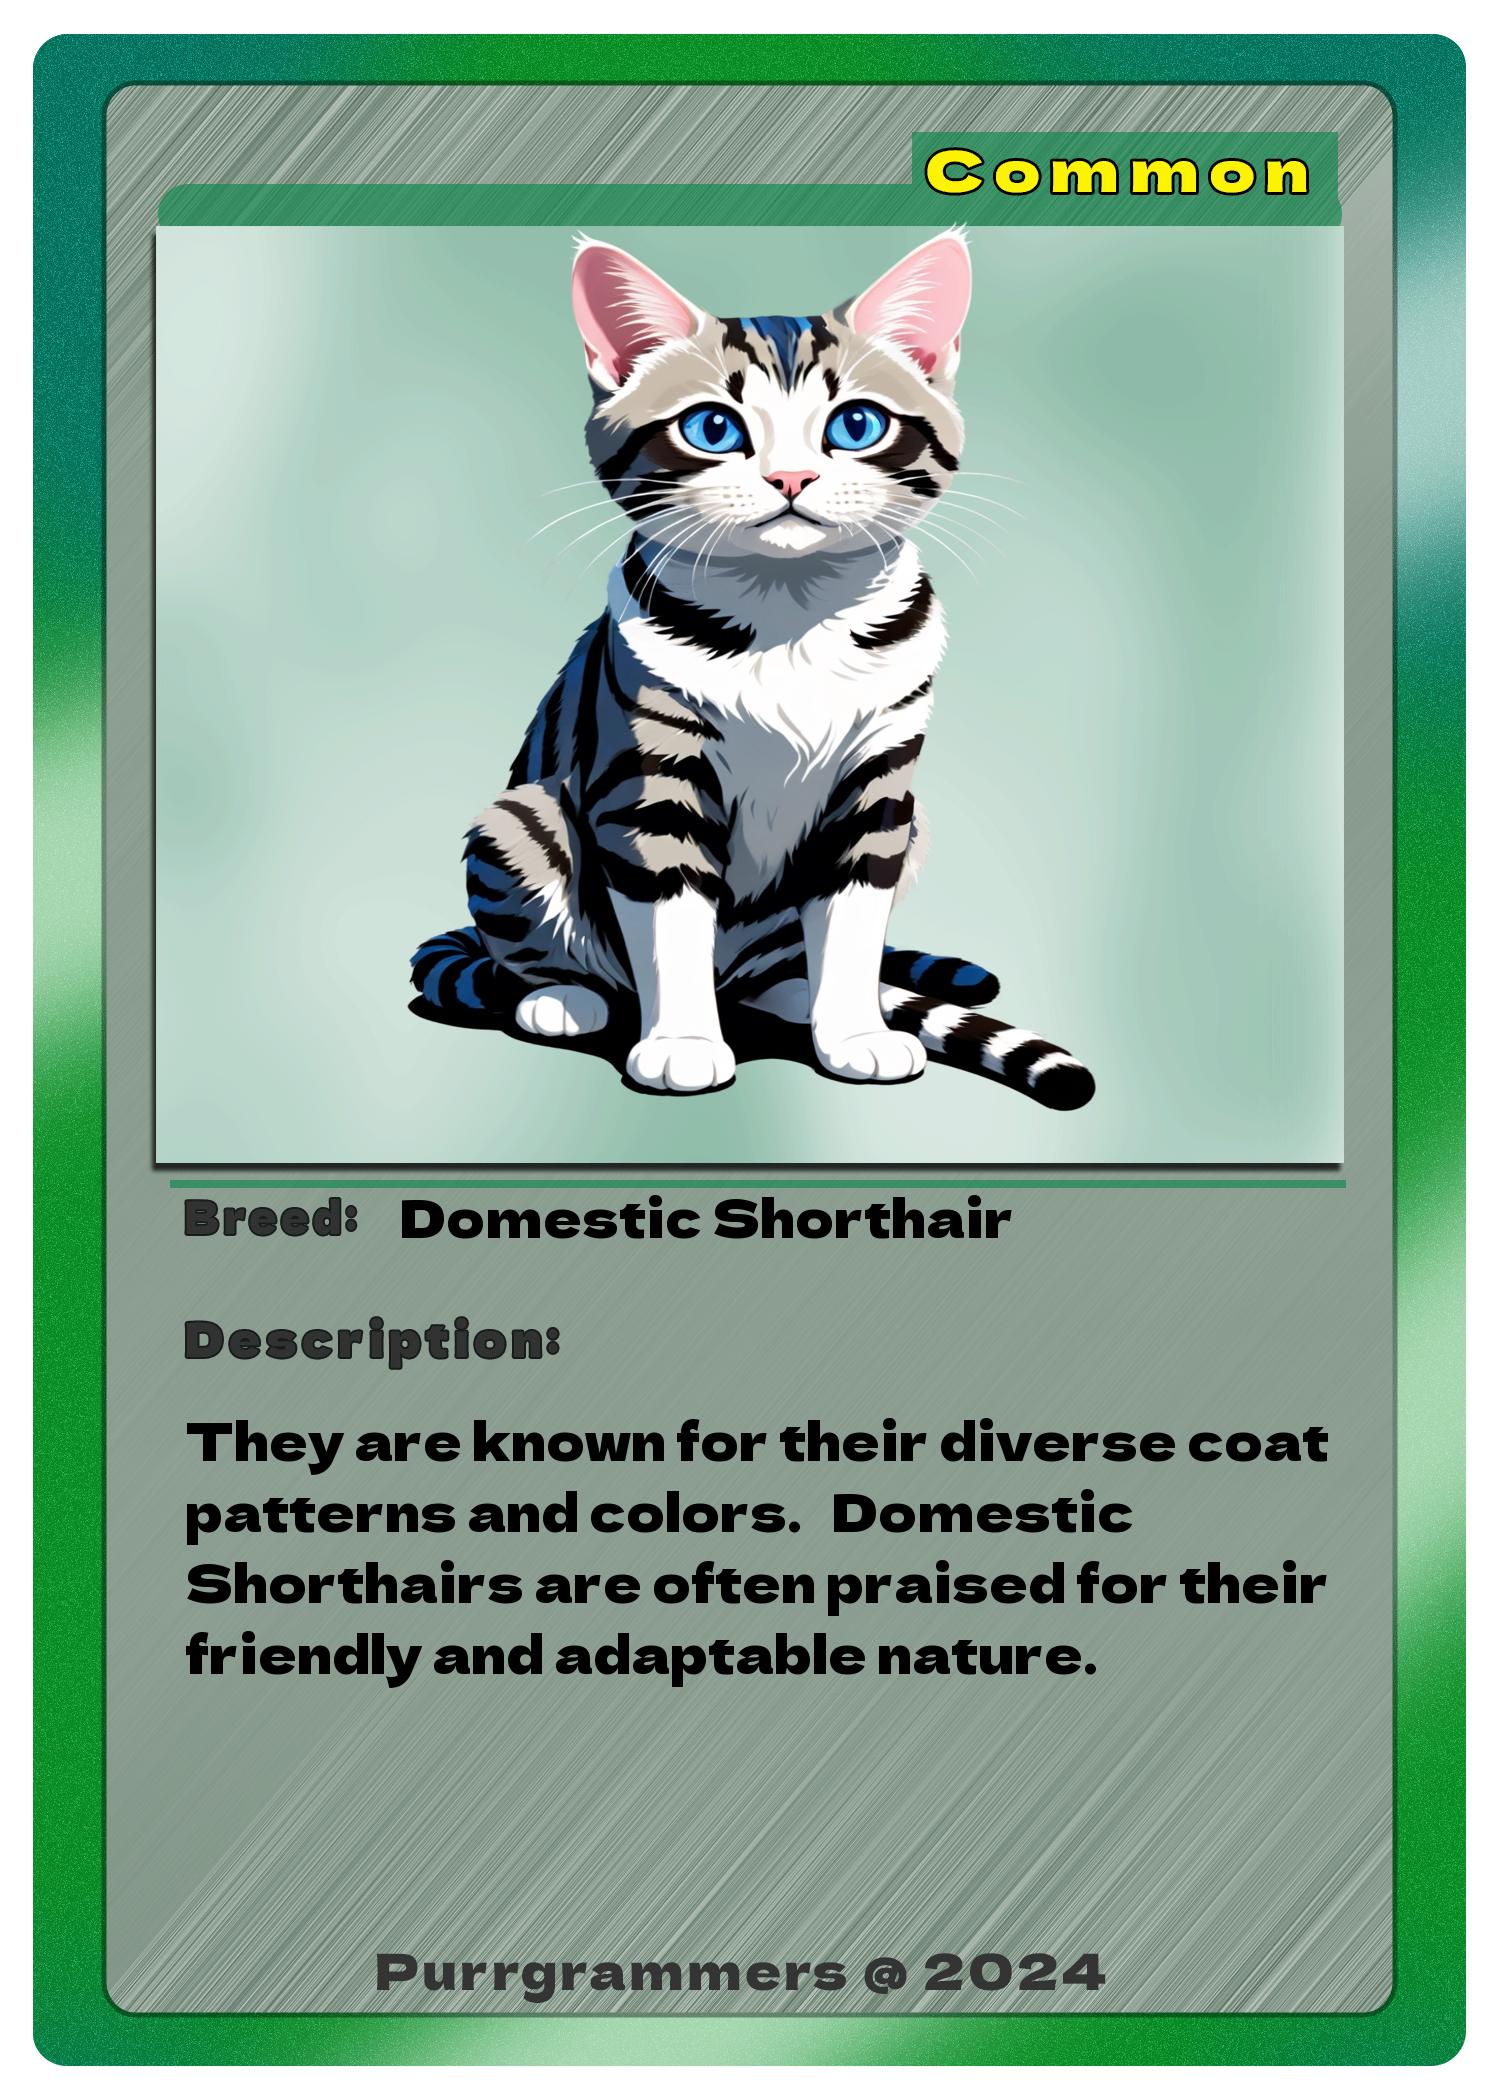 Common
Breed: Domestic Shorthair
Description:
They are known for their diverse coat
patterns and colors.  Domestic
Shorthairs are often praised for their
friendly and adaptable nature.
Purrgrammers @ 2024